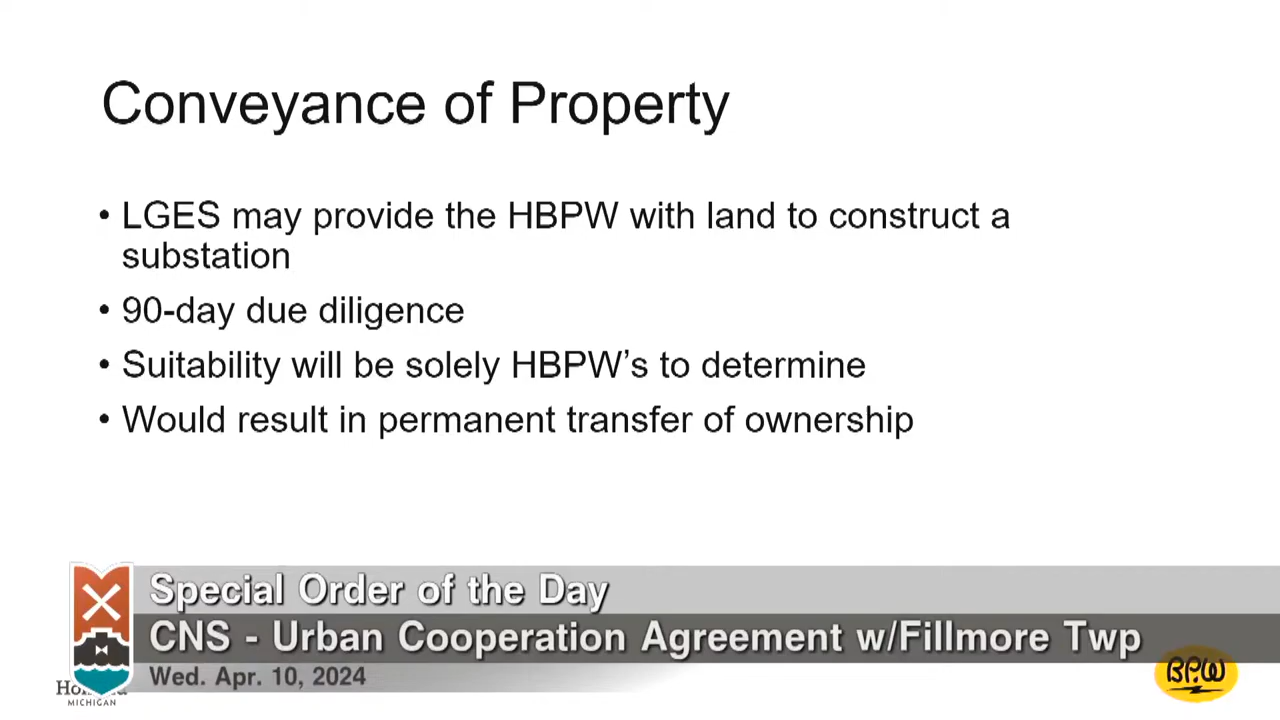 Conveyance of Property
• LGES may provide the HBPW with land to construct a
substation
• 90-day due diligence
• Suitability will be solely HBPW’s to determine
• Would result in permanent transfer of ownership
Special Order of the Day
CNS - Urban Cooperation Agreement w/Fillmore Twp
Wed. Apr. 10, 2024
MICHIGAN
BPW